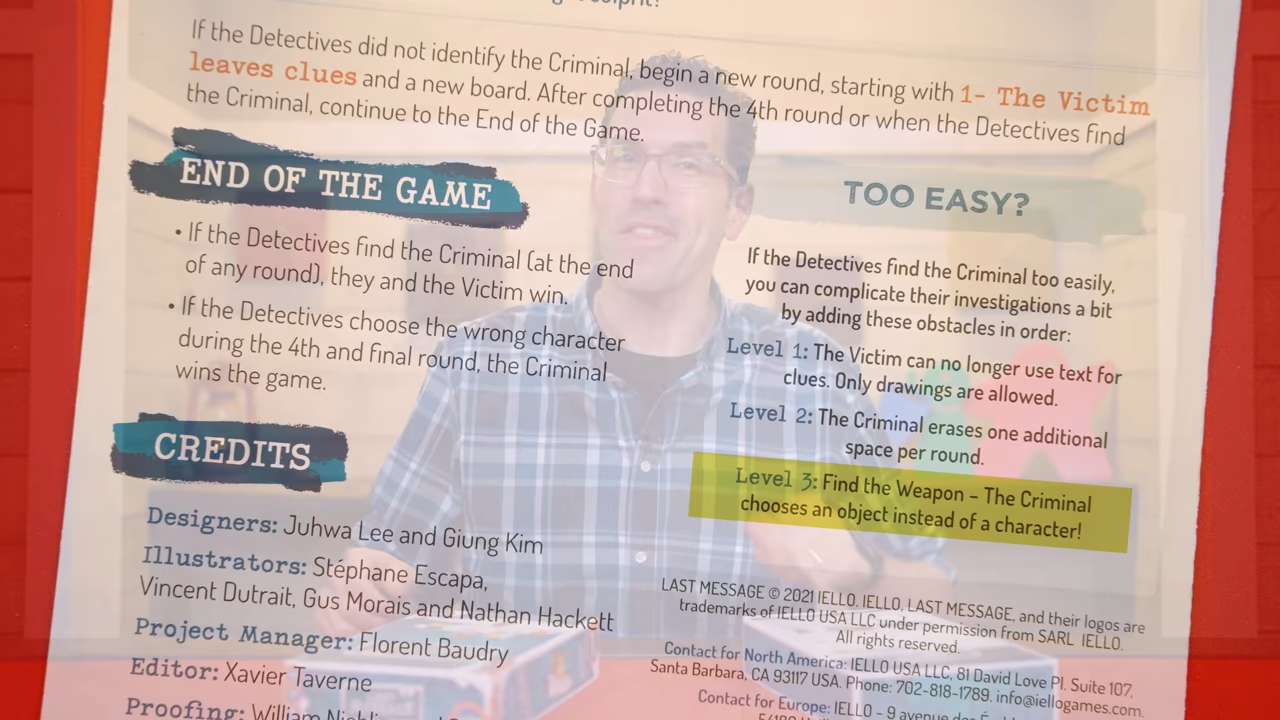 culprit!
If the Detectives did not identify the Criminal, begin a new round, starting with 1- The Victim
leaves clues and a new board. After completing the 4th round or when the Detectives find
the Criminal, continue to the End of the Game.
END OF THE GAME
• If the Detectives find the Criminal (at the end
of any round), they and the Victim win.
• If the Detectives choose the wrong character
during the 4th and final round, the Criminal
wins the game.
CREDITS
Designers: Juhwa Lee and Giung Kim
Illustrators: Stéphane Escapa,
Vincent Dutrait, Gus Morais and Nathan Hackett
Project Manager: Florent Baudry
Editor: Xavier Taverne
Proofing: William
TOO EASY?
If the Detectives find the Criminal too easily,
you can complicate their investigations a bit
by adding these obstacles in order:
Level 1: The Victim can no longer use text for
clues. Only drawings are allowed.
Level 2: The Criminal erases one additional
space per round.
Level 3: Find the Weapon – The Criminal
chooses an object instead of a character!
LAST MESSAGE © 2021 IELLO. IELLO, LAST MESSAGE, and their logos are
trademarks of IELLO USA LLC under permission from SARL IELLO.
All rights reserved.
Contact for North America: IELLO USA LLC, 81 David Love Pl. Suite 107,
Santa Barbara, CA 93117 USA. Phone: 702-818-1789. info@iellogames.com.
Contact for Europe: IELLO - 9 avenue des